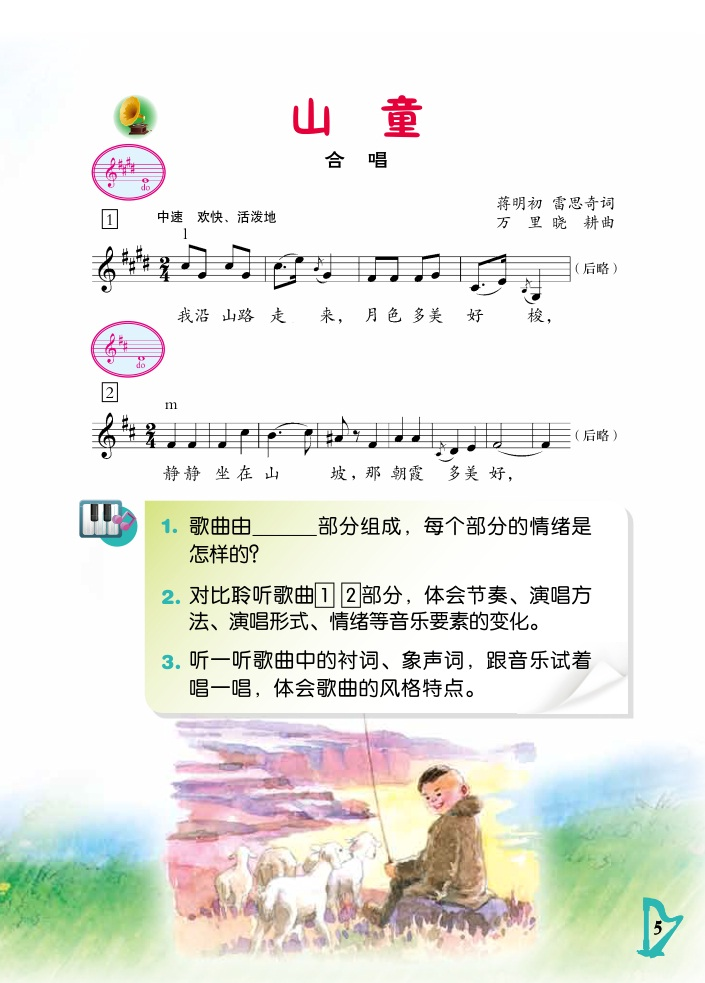 山 童
合 唱
do
蒋明初 雷思奇词
万 里 晓 耕曲
1
中速 欢快、活泼地
1
2
4
（后略）
我沿 山路 走 来， 月色 多美 好 梭，
do
2
m
2
4
（后略）
静静 坐在 山 坡，那 朝霞 多美 好，
1. 歌曲由______部分组成，每个部分的情绪是
怎样的？
2. 对比聆听歌曲1 2部分，体会节奏、演唱方
法、演唱形式、情绪等音乐要素的变化。
3. 听一听歌曲中的衬词、象声词，跟音乐试着
唱一唱，体会歌曲的风格特点。
5